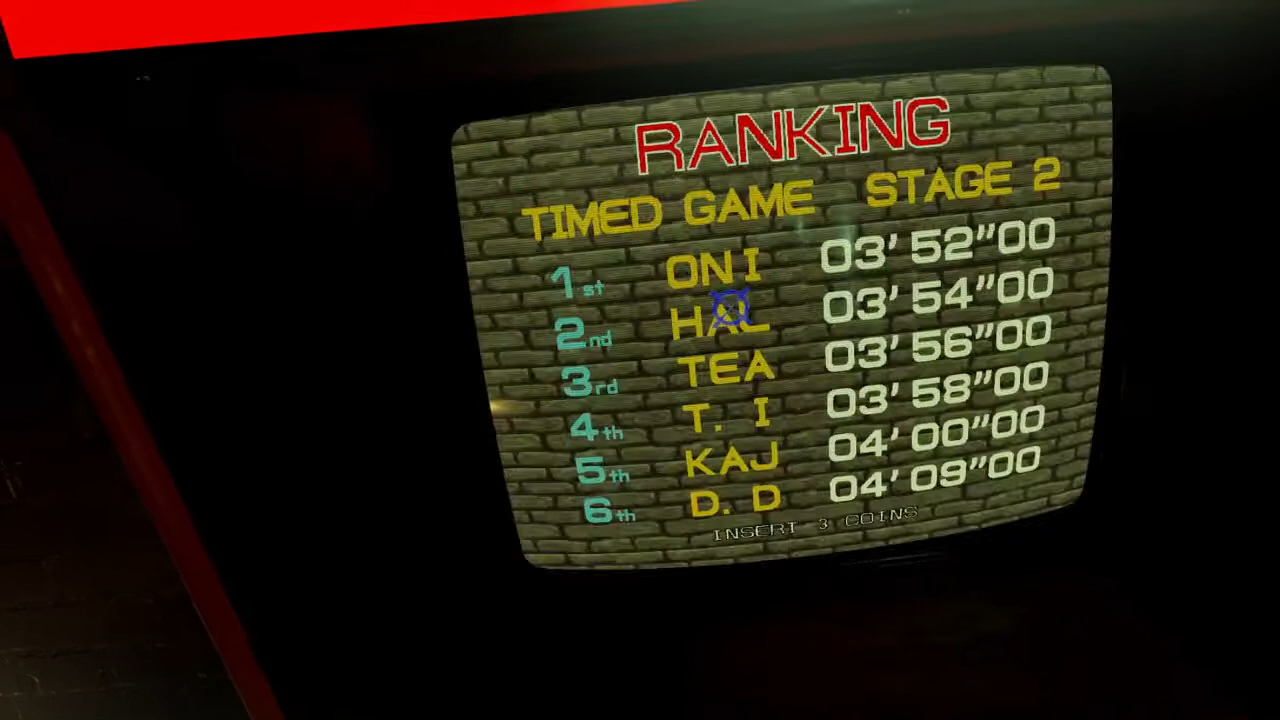 RANKING
TIMED GAME STAGE 2
1st ONI 03'52"00
2nd HAL 03'54"00
3rd TEA 03'56"00
4th T. I 03'58"00
5th KAJ 04'00"00
6th D. D 04'09"00
INSERT 3 COINS